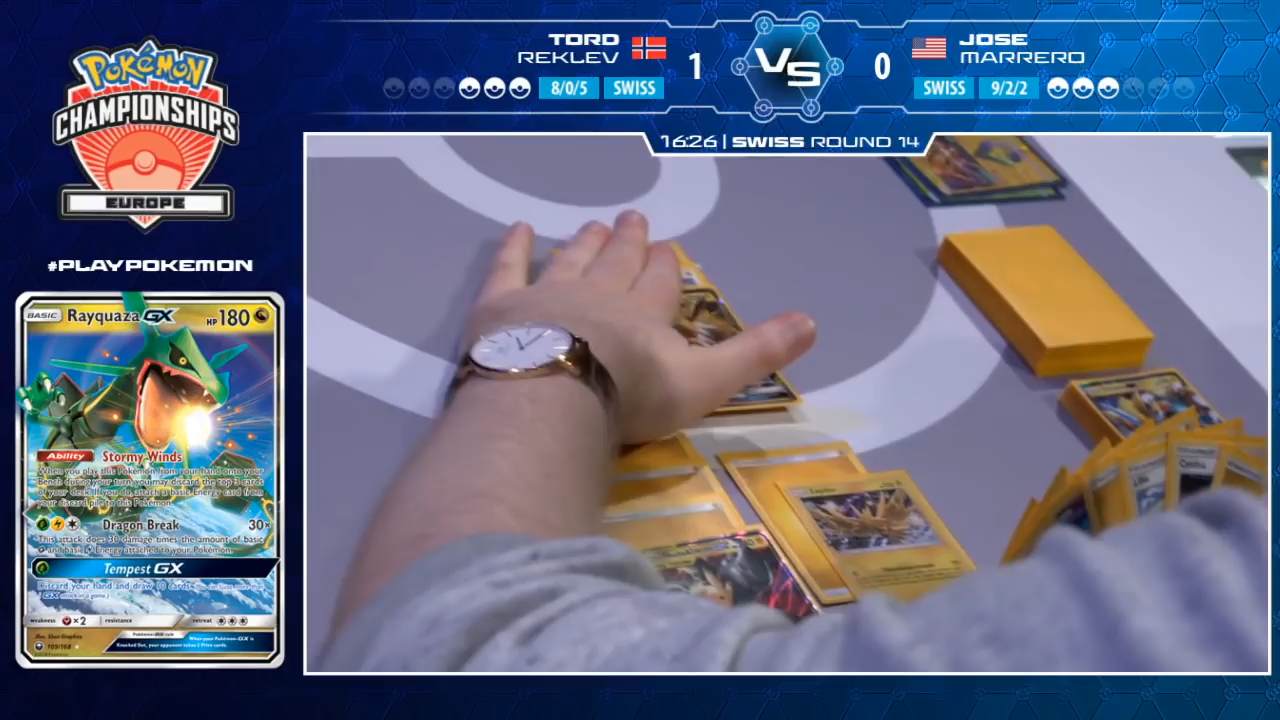 POKÉMON
CHAMPIONSHIPS
EUROPE
#PLAYPOKEMON
TORD
REKLEV
1
8/0/5
SWISS
VS
0
JOSE
MARRERO
SWISS
9/2/2
16:26 | SWISS ROUND 14
BASIC Rayquaza GX HP 180
Ability Stormy Winds
When you play this Pokémon from your hand onto your
Bench during your turn, you may discard the top 3 cards
of your deck. If you do, attach a basic Energy card from
your discard pile to this Pokémon.
Dragon Break 30×
This attack does 30 damage times the amount of basic
and basic Energy attached to your Pokémon.
Tempest GX
Discard your hand and draw 10 cards.
weakness ×2 resistance retreat
109/168
Zapdos